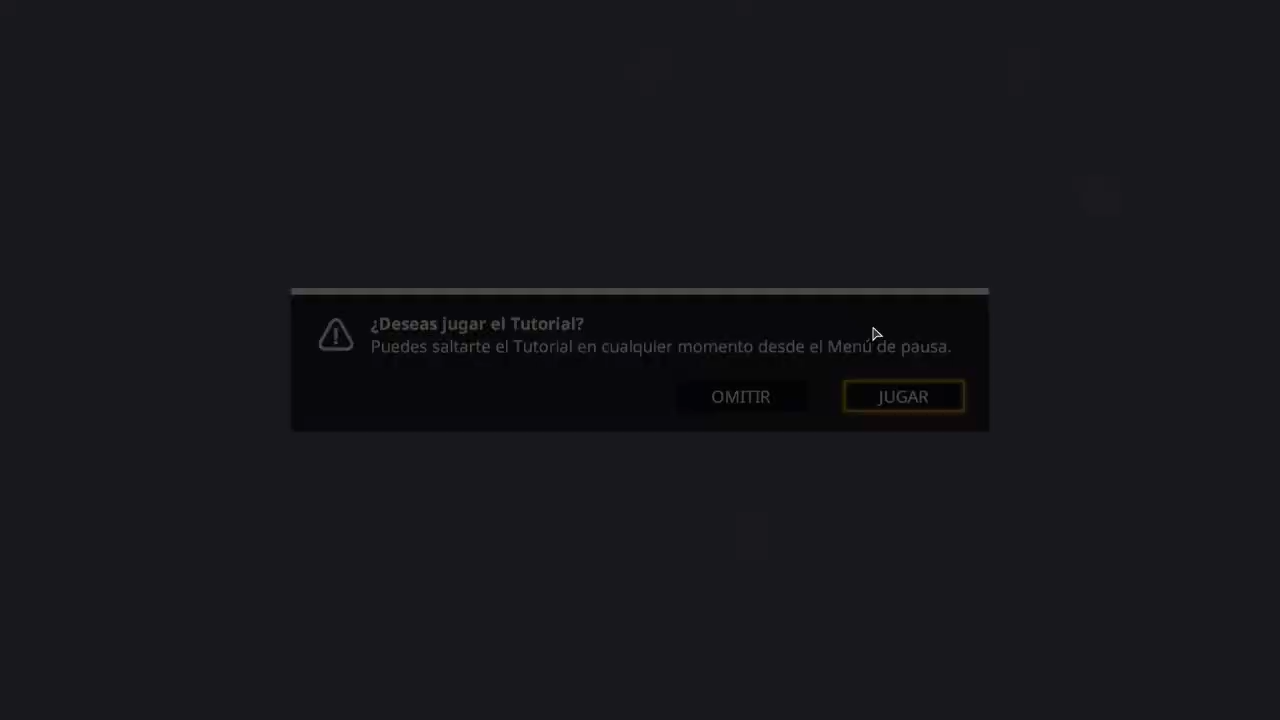 ¿Deseas jugar el Tutorial?
Puedes saltarte el Tutorial en cualquier momento desde el Menú de pausa.
OMITIR JUGAR